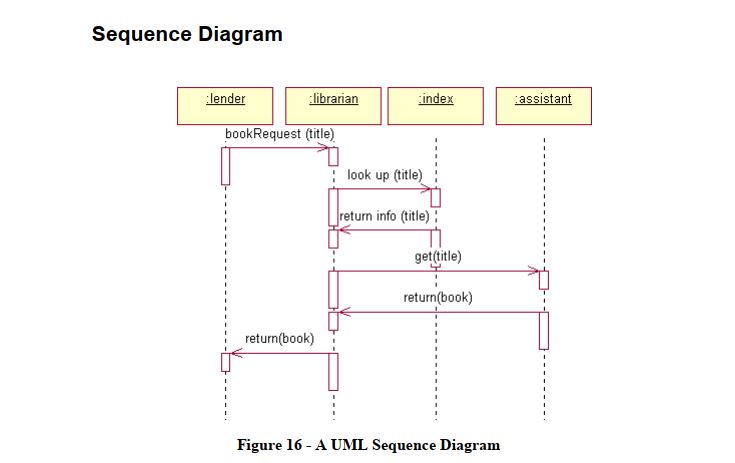 Sequence Diagram
:lender
:librarian
:index
:assistant
bookRequest (title)
look up (title)
return info (title)
get(title)
return(book)
return(book)
Figure 16 - A UML Sequence Diagram